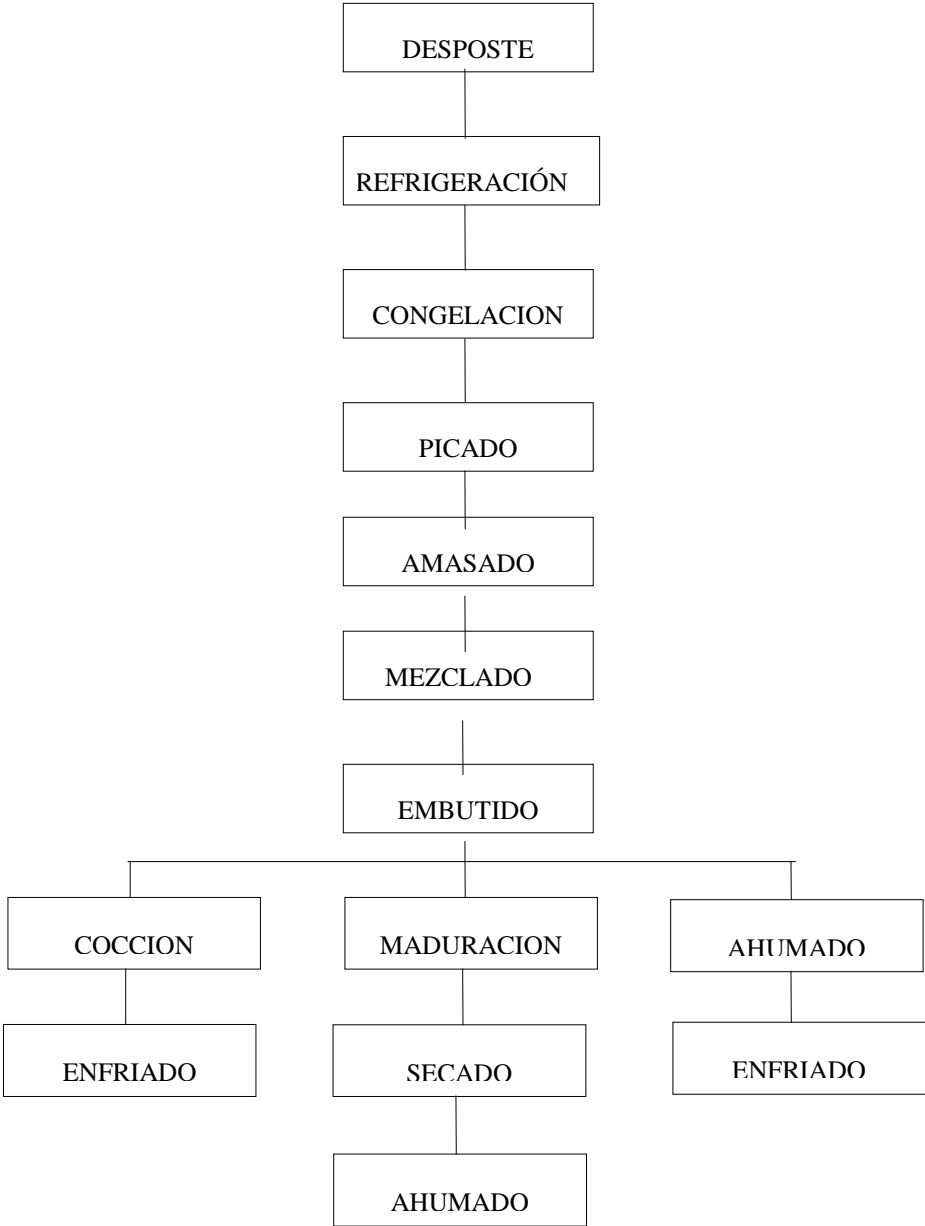 DESPOSTE
REFRIGERACIÓN
CONGELACION
PICADO
AMASADO
MEZCLADO
EMBUTIDO
COCCION
MADURACION
AHUMADO
ENFRIADO
SECADO
ENFRIADO
AHUMADO